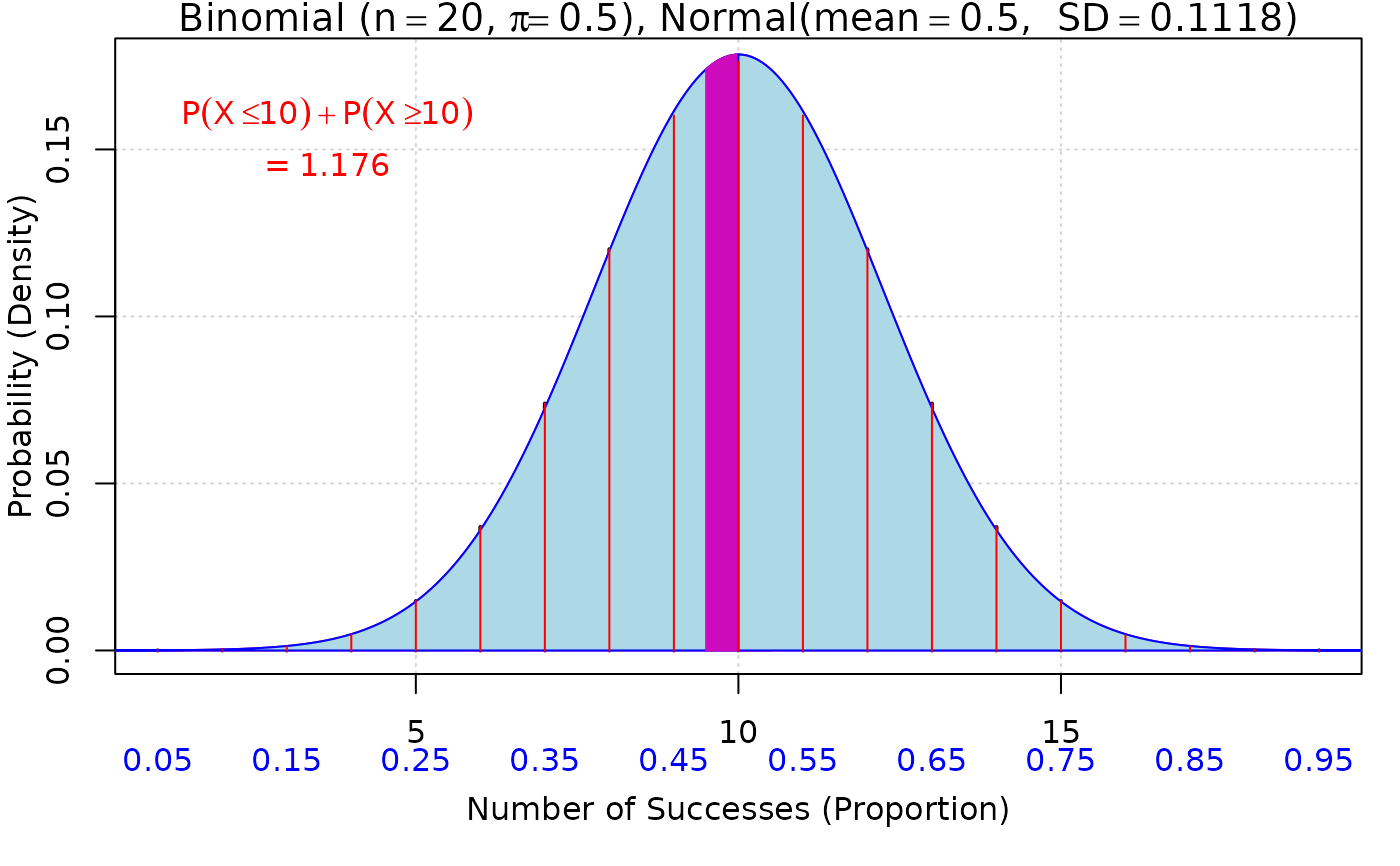 Binomial (n = 20, π= 0.5), Normal(mean = 0.5, SD = 0.1118)
P(X ≤10) + P(X ≥10)
= 1.176
Probability (Density)
0.15
0.10
0.05
0.00
5 10 15
0.05 0.15 0.25 0.35 0.45 0.55 0.65 0.75 0.85 0.95
Number of Successes (Proportion)